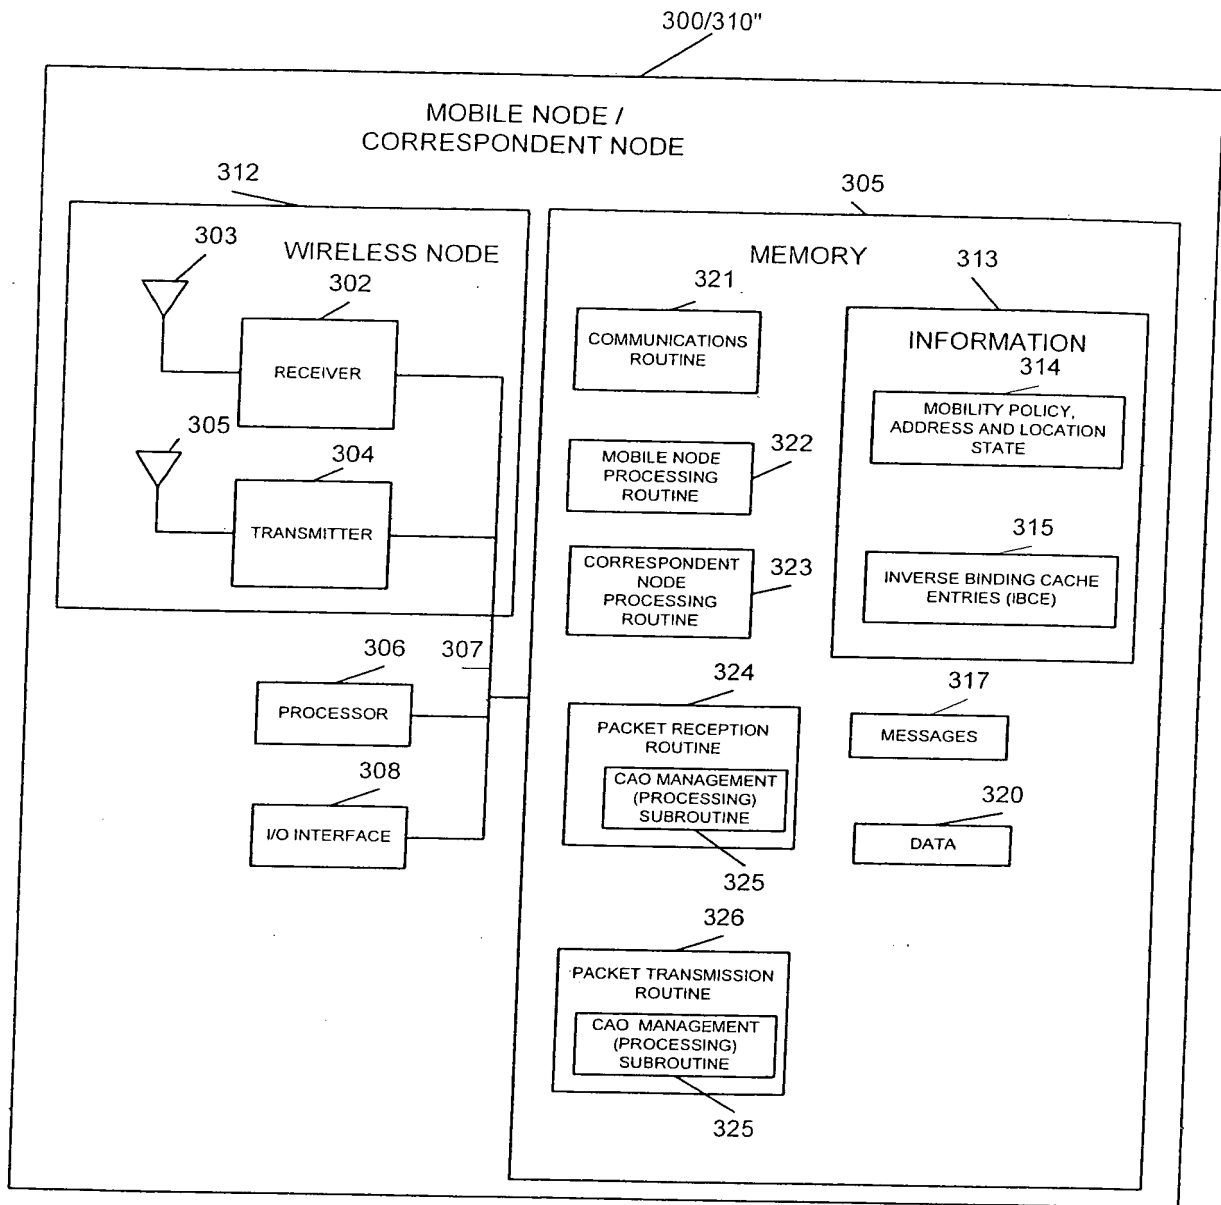 300/310"
MOBILE NODE /
CORRESPONDENT NODE
312
305
303
WIRELESS NODE
302
RECEIVER
305
304
TRANSMITTER
307
306
PROCESSOR
308
I/O INTERFACE
MEMORY
321
COMMUNICATIONS
ROUTINE
MOBILE NODE
PROCESSING
ROUTINE
322
CORRESPONDENT
NODE
PROCESSING
ROUTINE
323
324
PACKET RECEPTION
ROUTINE
CAO MANAGEMENT
(PROCESSING)
SUBROUTINE
325
326
PACKET TRANSMISSION
ROUTINE
CAO MANAGEMENT
(PROCESSING)
SUBROUTINE
325
313
INFORMATION
314
MOBILITY POLICY,
ADDRESS AND LOCATION
STATE
315
INVERSE BINDING CACHE
ENTRIES (IBCE)
317
MESSAGES
320
DATA